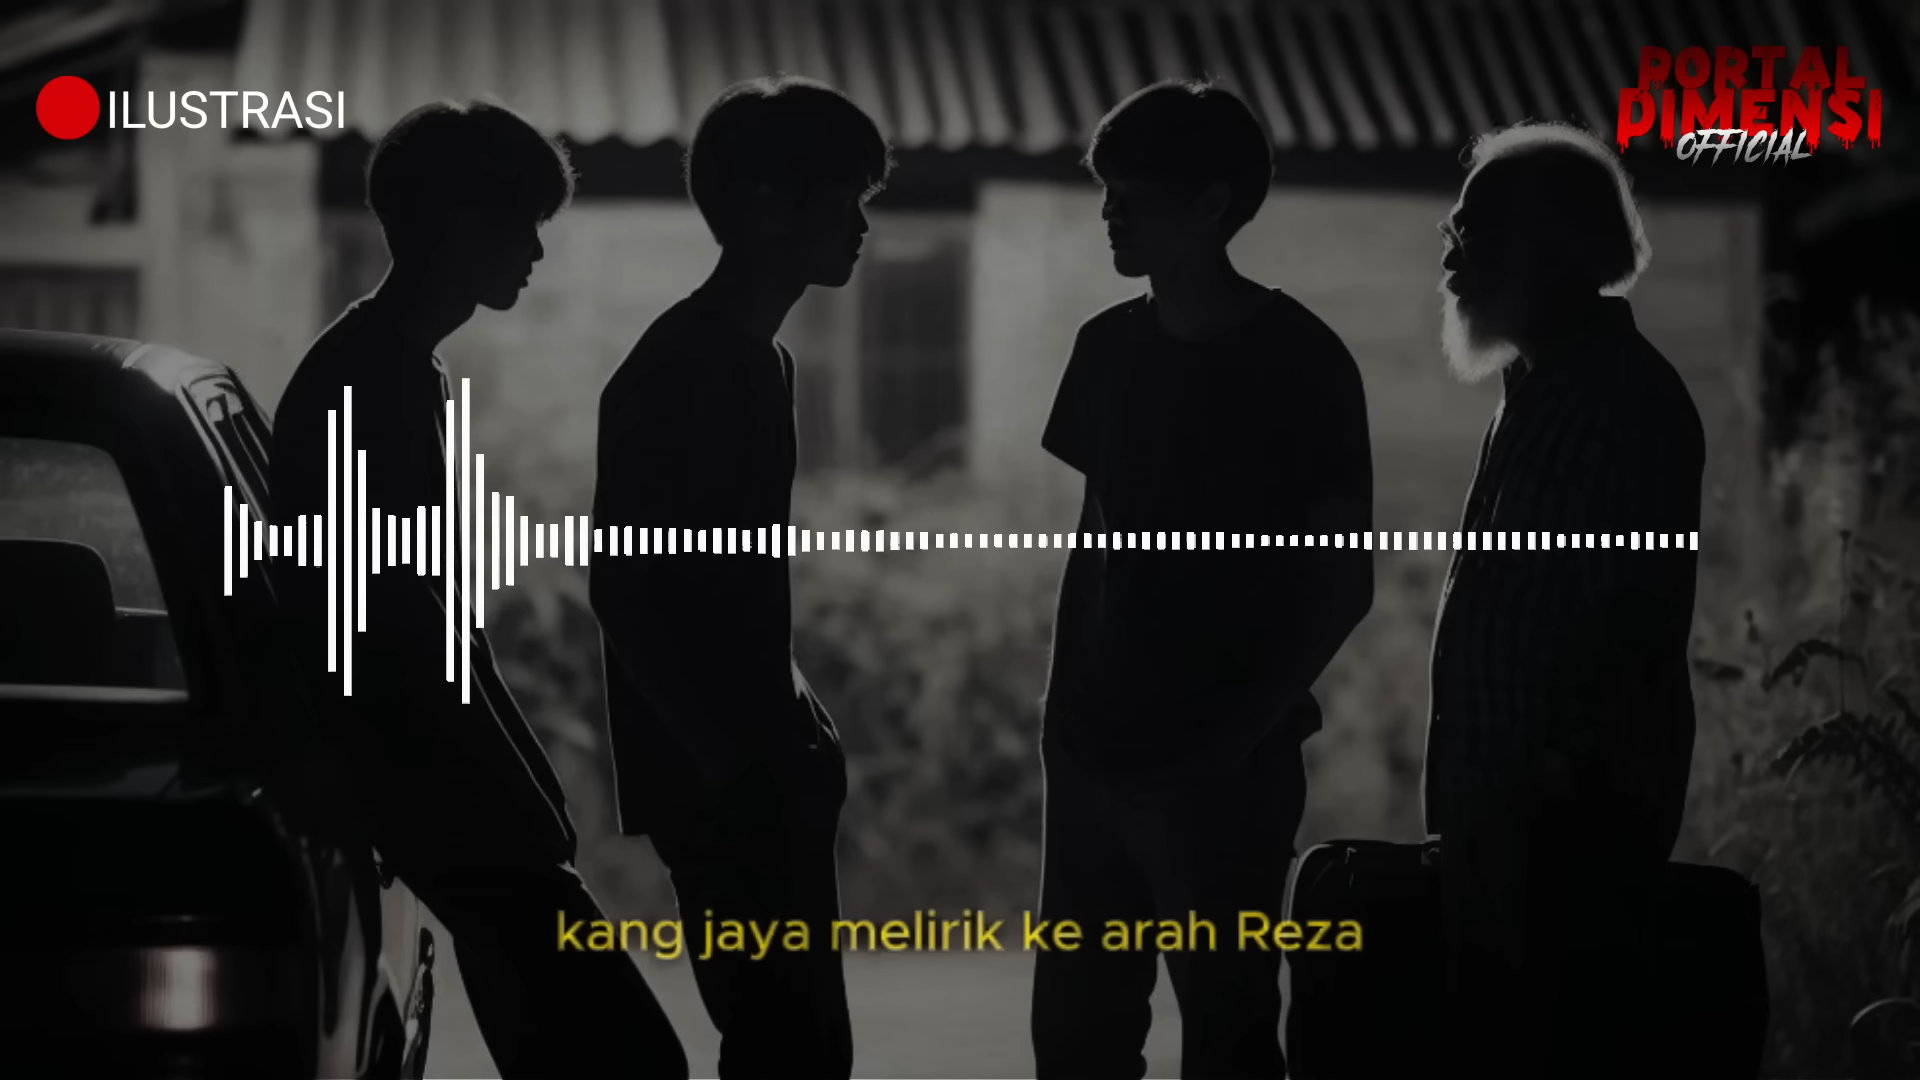 ILUSTRASI
PORTAL
DIMENSI
OFFICIAL
kang jaya melirik ke arah Reza